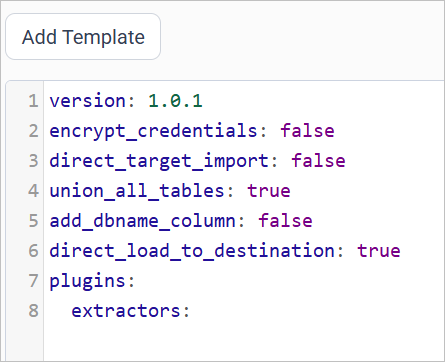 Add Template
1 version: 1.0.1
2 encrypt_credentials: false
3 direct_target_import: false
4 union_all_tables: true
5 add_dbname_column: false
6 direct_load_to_destination: true
7 plugins:
8   extractors: